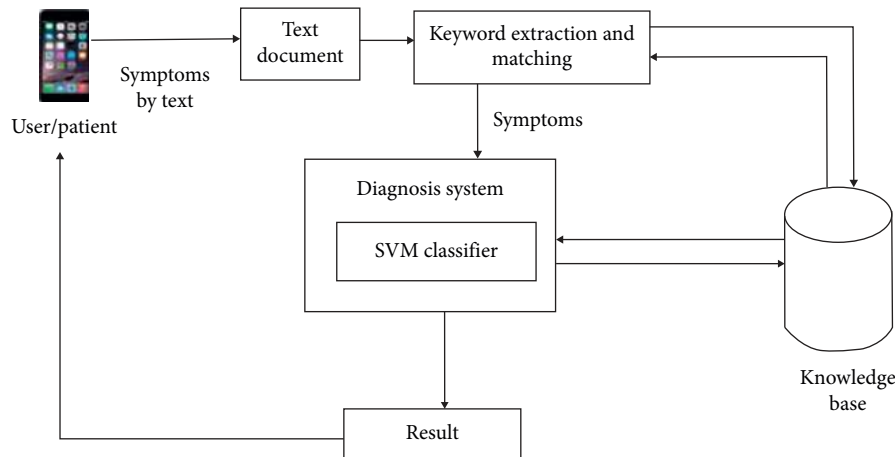 Text
document
Keyword extraction and
matching
Symptoms
by text
User/patient
Symptoms
Diagnosis system
SVM classifier
Knowledge
base
Result